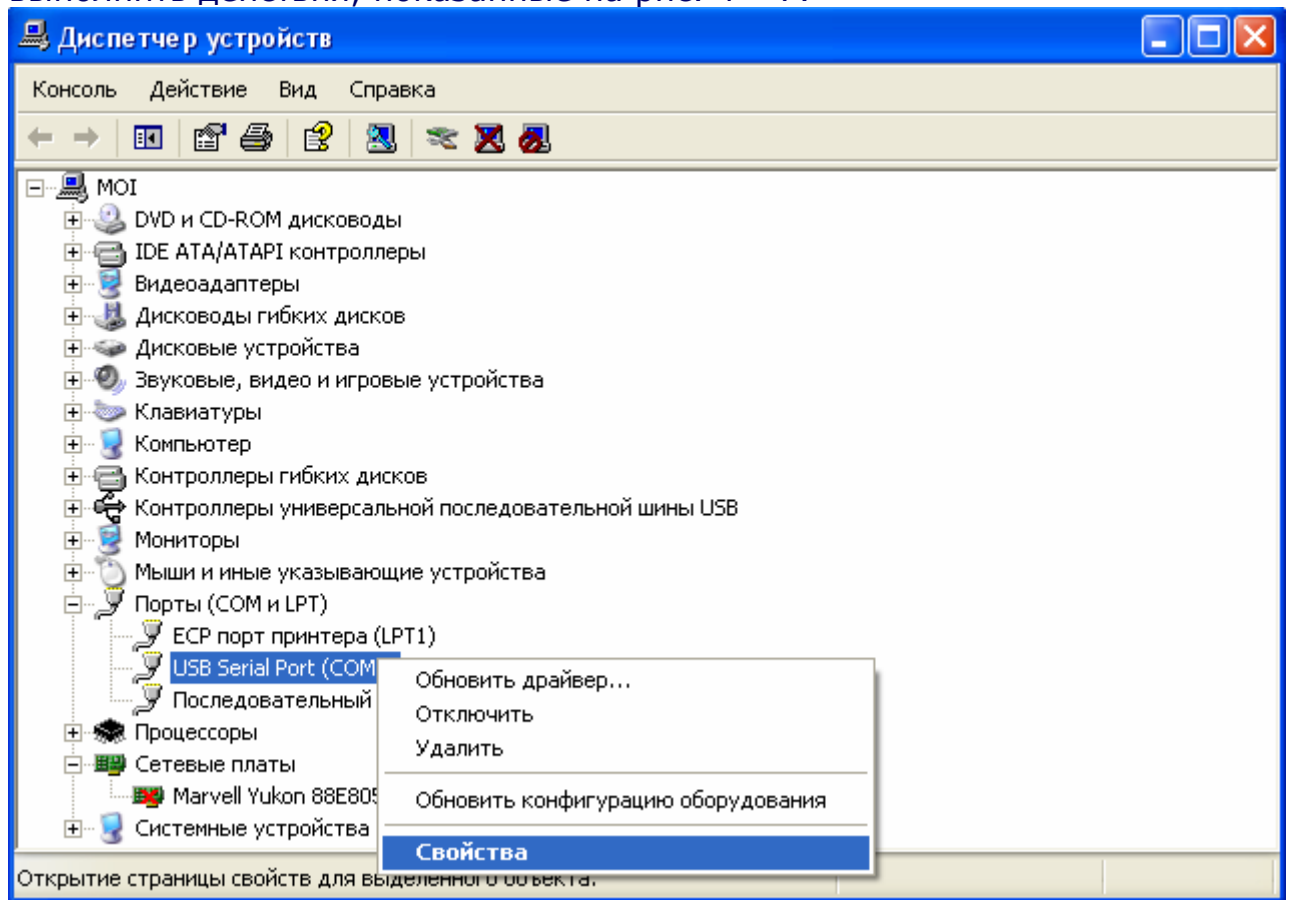 Диспетчер устройств
Консоль Действие Вид Справка
MOI
DVD и CD-ROM дисководы
IDE ATA/ATAPI контроллеры
Видеоадаптеры
Дисководы гибких дисков
Дисковые устройства
Звуковые, видео и игровые устройства
Клавиатуры
Компьютер
Контроллеры гибких дисков
Контроллеры универсальной последовательной шины USB
Мониторы
Мыши и иные указывающие устройства
Порты (COM и LPT)
ECP порт принтера (LPT1)
USB Serial Port (COM
Последовательный
Процессоры
Сетевые платы
Marvell Yukon 88E805
Системные устройства
Обновить драйвер...
Отключить
Удалить
Обновить конфигурацию оборудования
Свойства
Открытие страницы свойств для выделенного объекта.